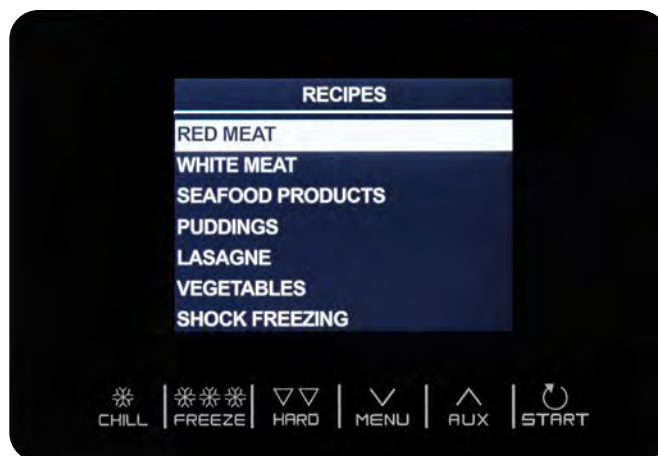 RECIPES
RED MEAT
WHITE MEAT
SEAFOOD PRODUCTS
PUDDINGS
LASAGNE
VEGETABLES
SHOCK FREEZING
CHILL FREEZE HARD MENU AUX START